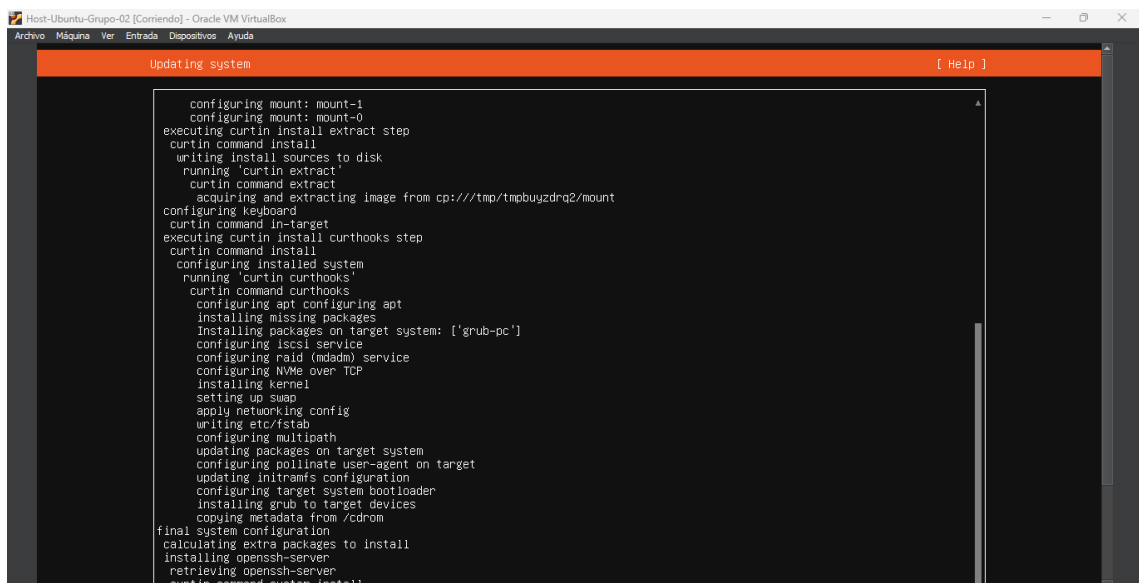 Host-Ubuntu-Grupo-02 [Corriendo] - Oracle VM VirtualBox
Archivo Máquina Ver Entrada Dispositivos Ayuda
Updating system [ Help ]
configuring mount: mount-1
configuring mount: mount-0
executing curtin install extract step
curtin command install
writing install sources to disk
running 'curtin extract'
curtin command extract
acquiring and extracting image from cp:///tmp/tmpbuyzdrq2/mount
configuring keyboard
curtin command in-target
executing curtin install curthooks step
curtin command install
configuring installed system
running 'curtin curthooks'
curtin command curthooks
configuring apt configuring apt
installing missing packages
Installing packages on target system: ['grub-pc']
configuring iscsi service
configuring raid (mdadm) service
configuring NVMe over TCP
installing kernel
setting up swap
apply networking config
writing etc/fstab
configuring multipath
updating packages on target system
configuring pollinate user-agent on target
updating initramfs configuration
configuring target system bootloader
installing grub to target devices
copying metadata from /cdrom
final system configuration
calculating extra packages to install
installing openssh-server
retrieving openssh-server
curtin command system-install